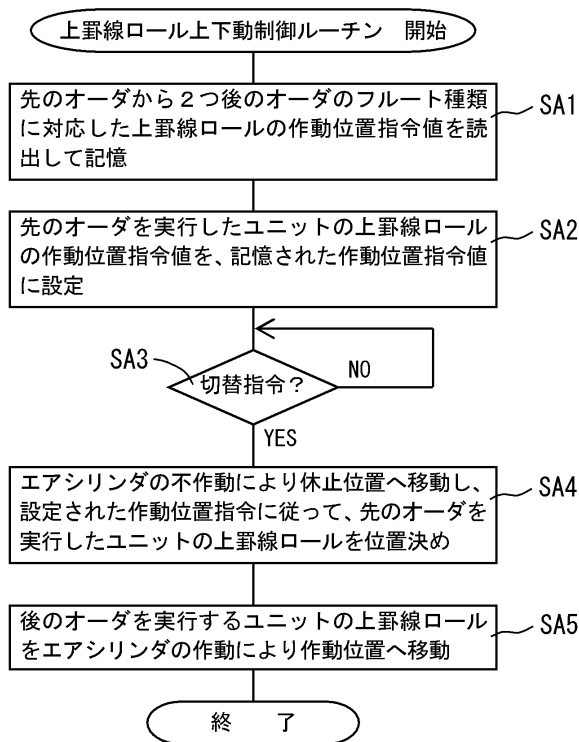 上罫線ロール上下動制御ルーチン　開始
先のオーダから２つ後のオーダのフルート種類
に対応した上罫線ロールの作動位置指令値を読
出して記憶
SA1
先のオーダを実行したユニットの上罫線ロール
の作動位置指令値を、記憶された作動位置指令値
に設定
SA2
SA3
切替指令？
NO
YES
エアシリンダの不作動により休止位置へ移動し、
設定された作動位置指令に従って、先のオーダを
実行したユニットの上罫線ロールを位置決め
SA4
後のオーダを実行するユニットの上罫線ロール
をエアシリンダの作動により作動位置へ移動
SA5
終　　了